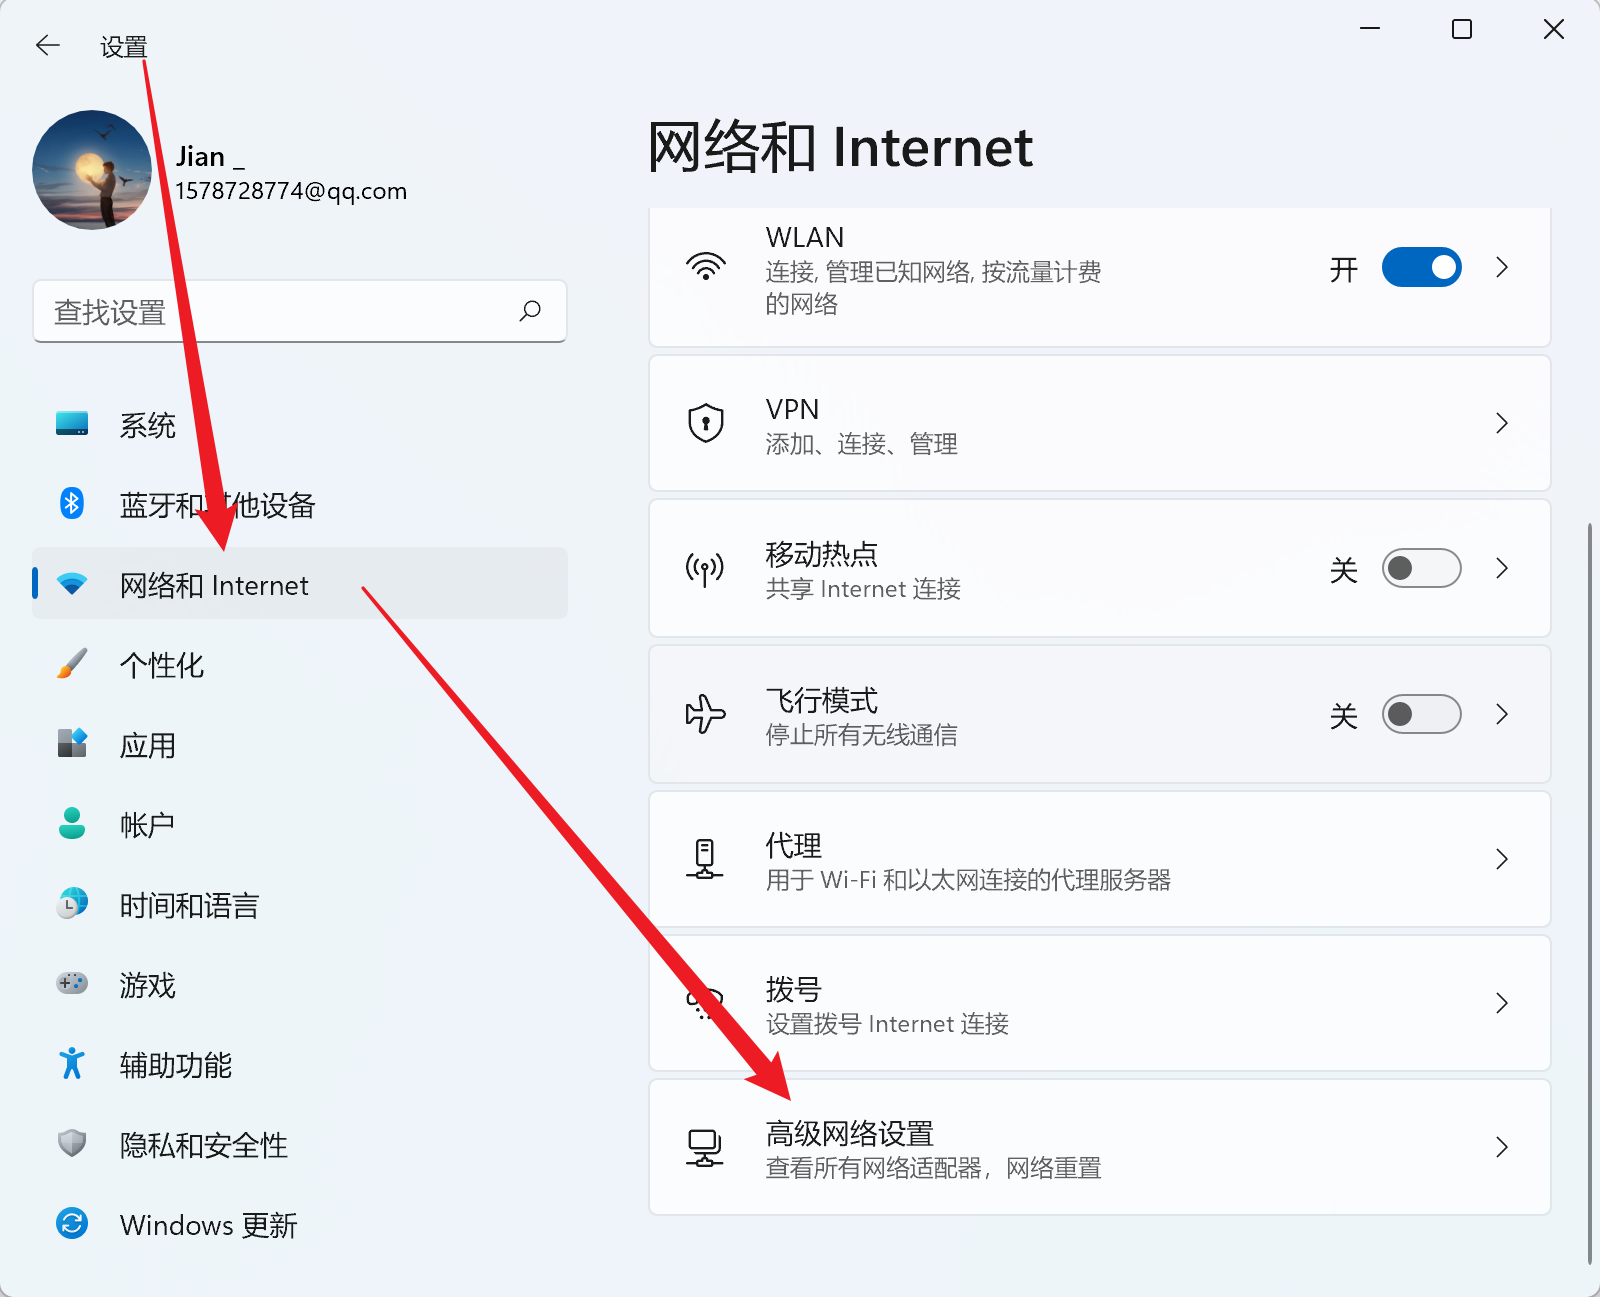 设置
Jian _
1578728774@qq.com
查找设置
系统
蓝牙和其他设备
网络和 Internet
个性化
应用
帐户
时间和语言
游戏
辅助功能
隐私和安全性
Windows 更新
网络和 Internet
WLAN
连接, 管理已知网络, 按流量计费
的网络
开
VPN
添加、连接、管理
移动热点
共享 Internet 连接
关
飞行模式
停止所有无线通信
关
代理
用于 Wi-Fi 和以太网连接的代理服务器
拨号
设置拨号 Internet 连接
高级网络设置
查看所有网络适配器，网络重置